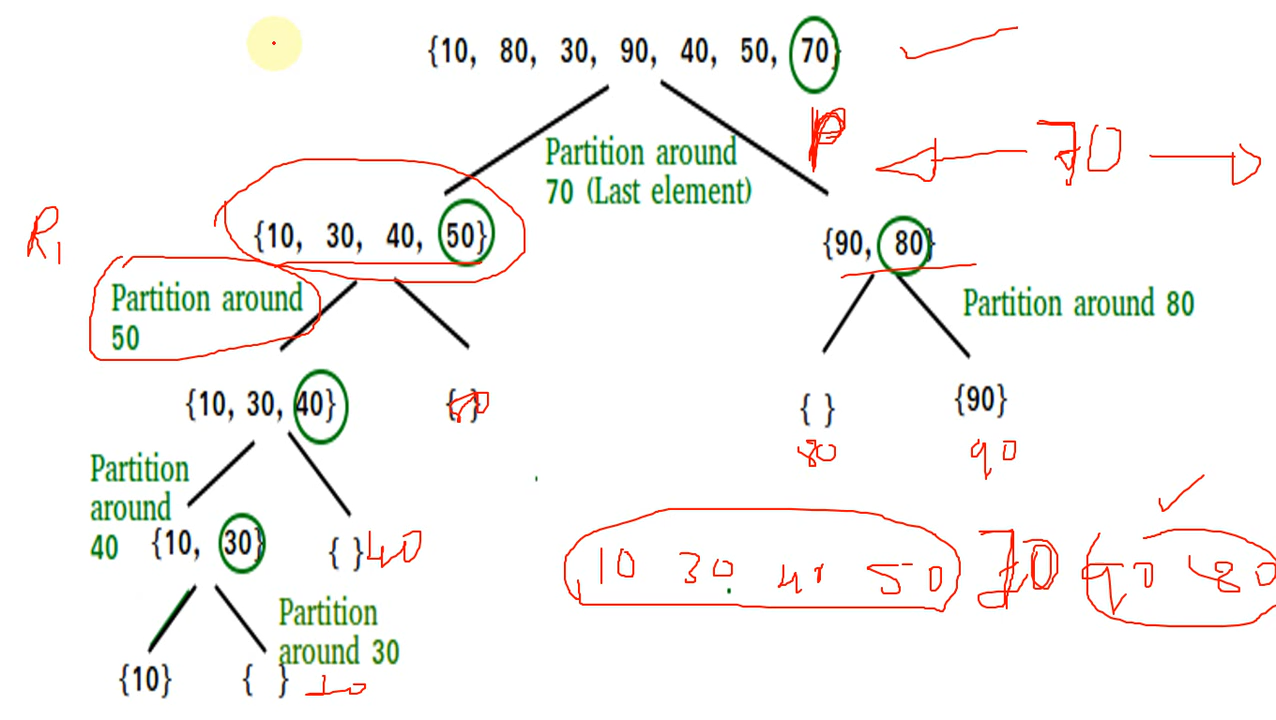 {10, 80, 30, 90, 40, 50, 70}
P
70
Partition around
70 (Last element)
R1
{10, 30, 40, 50}
{90, 80}
Partition around
50
Partition around 80
{10, 30, 40}
{ }
{ }
{90}
80
90
Partition
around
40
{10, 30}
{ } 40
10 30 50 70 90 80
Partition
around 30
{10}
{ } 10